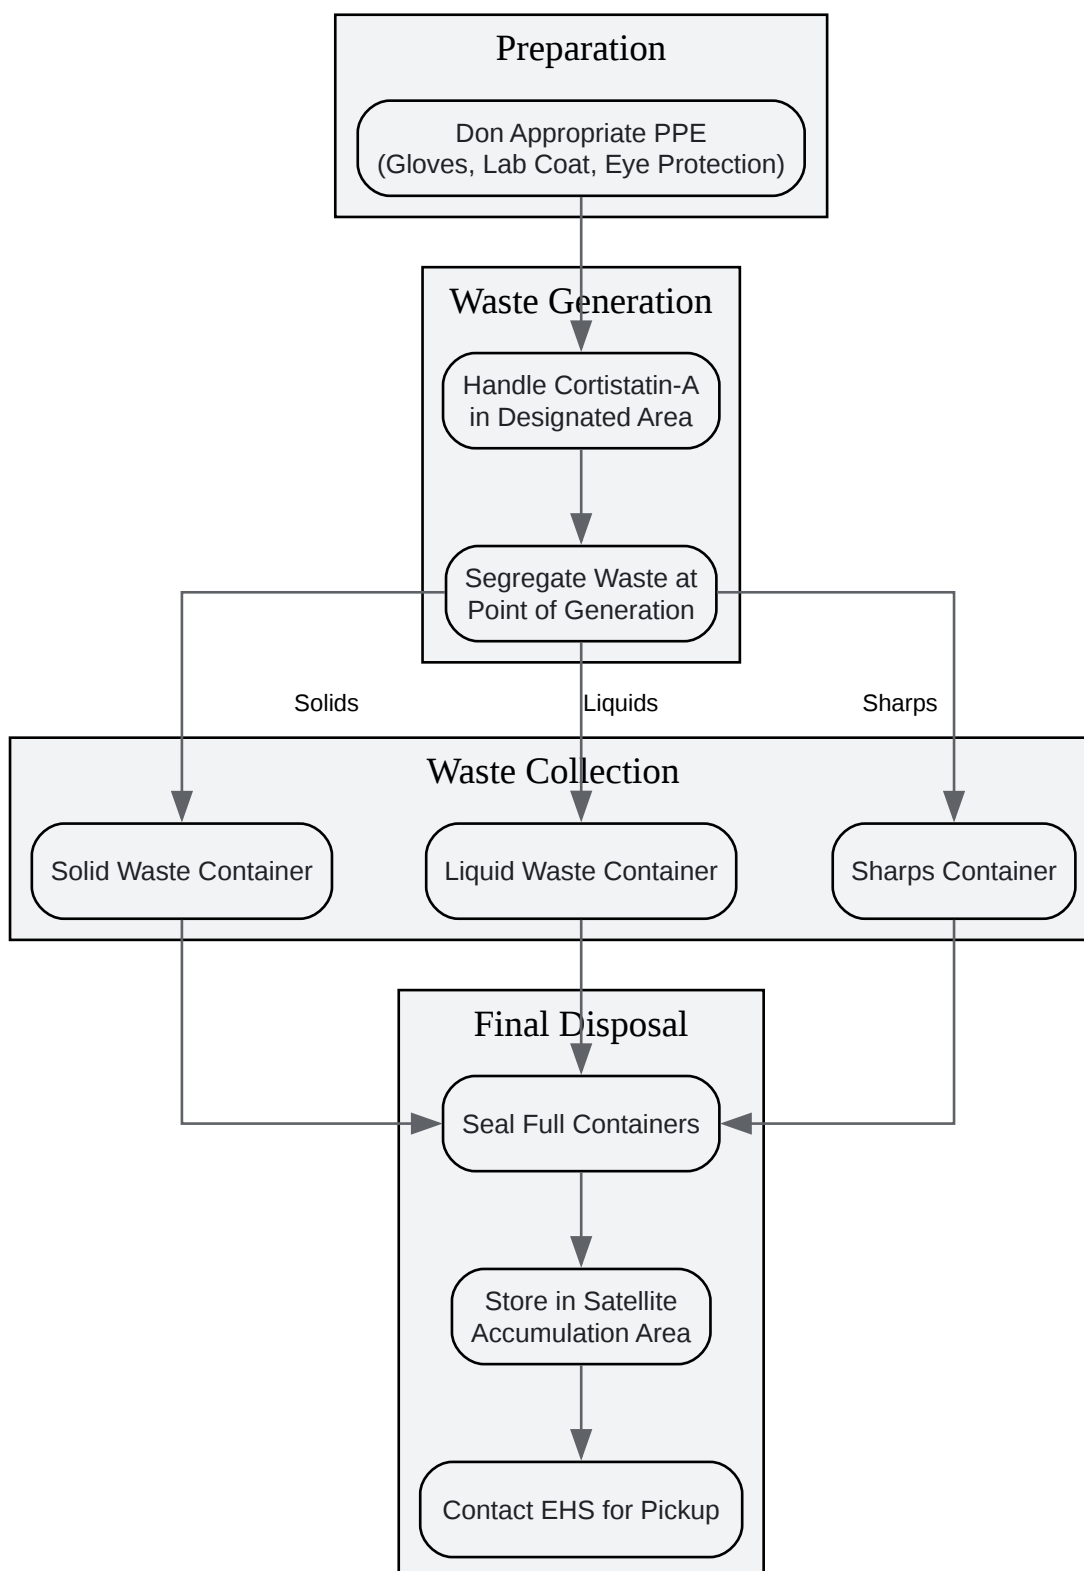 Preparation
Don Appropriate PPE
(Gloves, Lab Coat, Eye Protection)
Waste Generation
Handle Cortistatin-A
in Designated Area
Segregate Waste at
Point of Generation
Solids
Liquids
Sharps
Waste Collection
Solid Waste Container
Liquid Waste Container
Sharps Container
Final Disposal
Seal Full Containers
Store in Satellite
Accumulation Area
Contact EHS for Pickup